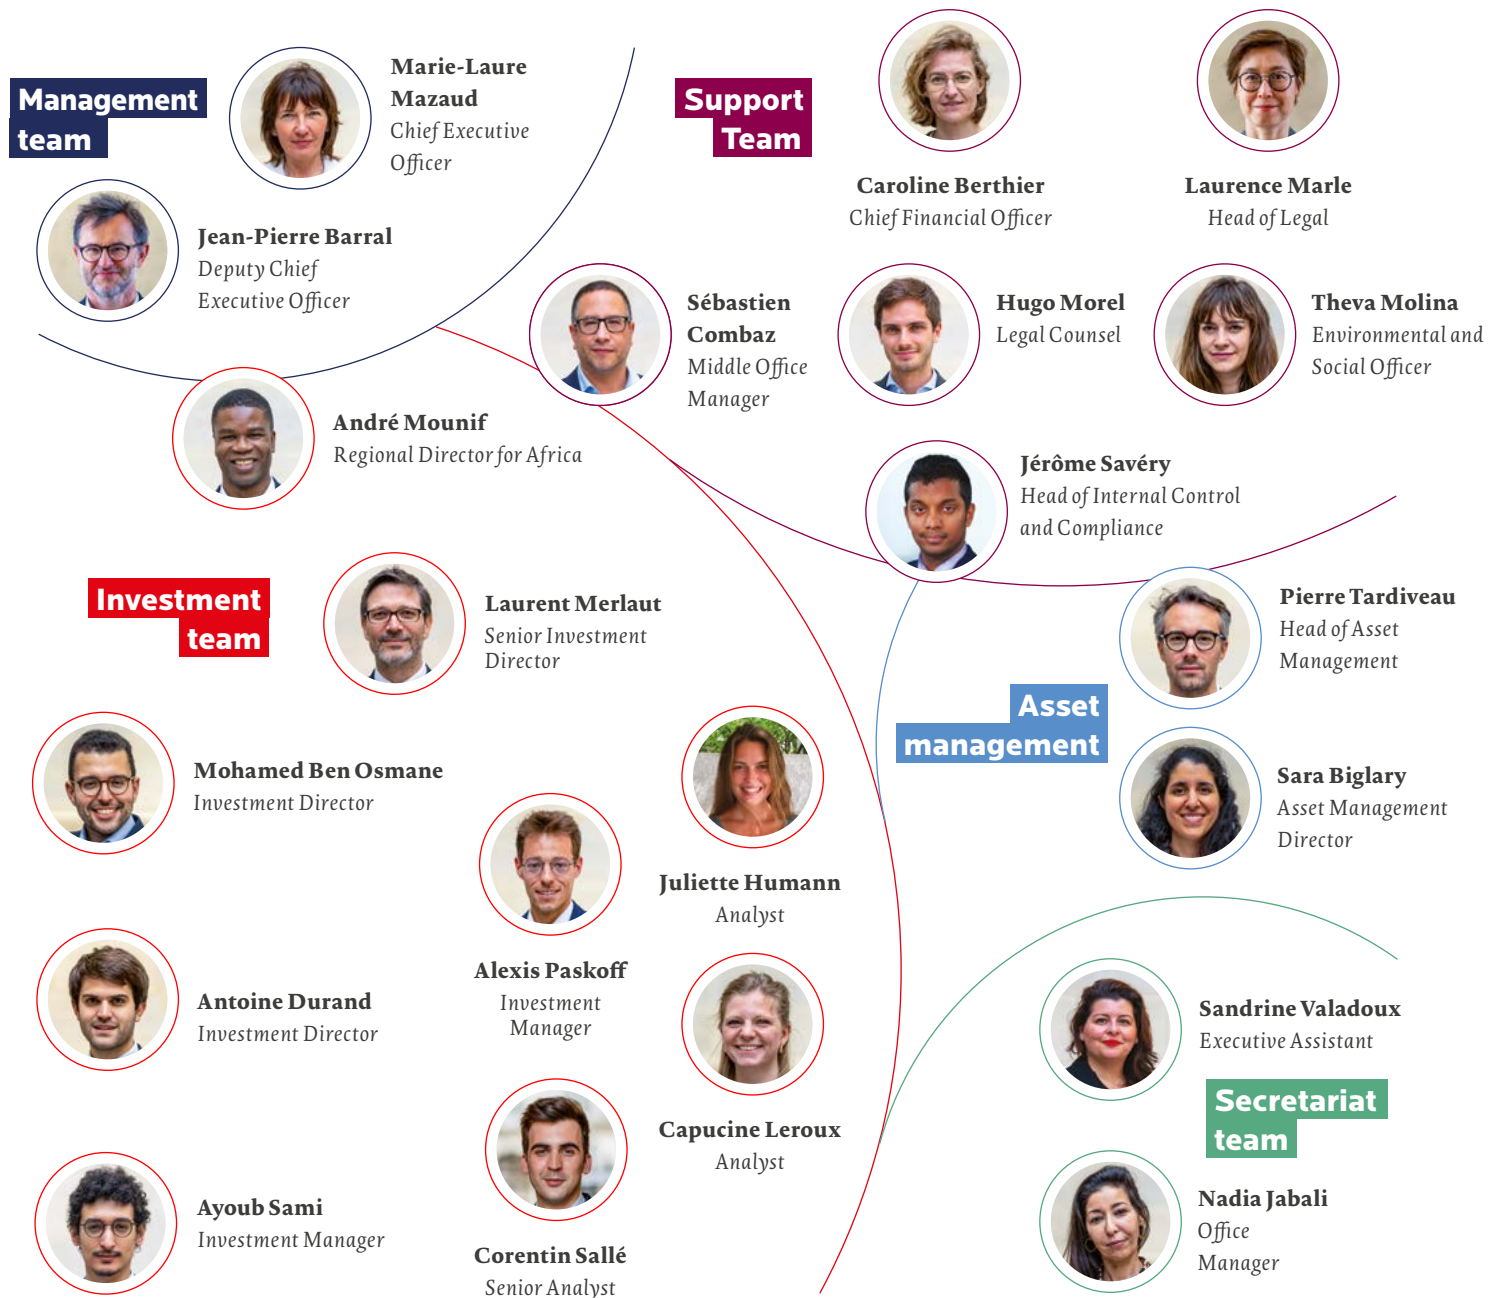 Management
team
Marie-Laure
Mazaud
Chief Executive
Officer
Jean-Pierre Barral
Deputy Chief
Executive Officer
Support
Team
Caroline Berthier
Chief Financial Officer
Laurence Marle
Head of Legal
Sébastien
Combaz
Middle Office
Manager
Hugo Morel
Legal Counsel
Theva Molina
Environmental and
Social Officer
Jérôme Savéry
Head of Internal Control
and Compliance
André Mounif
Regional Director for Africa
Investment
team
Laurent Merlaut
Senior Investment
Director
Mohamed Ben Osmane
Investment Director
Juliette Humann
Analyst
Alexis Paskoff
Investment
Manager
Antoine Durand
Investment Director
Capucine Leroux
Analyst
Ayoub Sami
Investment Manager
Corentin Sallé
Senior Analyst
Asset
management
Pierre Tardiveau
Head of Asset
Management
Sara Biglary
Asset Management
Director
Sandrine Valadoux
Executive Assistant
Secretariat
team
Nadia Jabali
Office
Manager